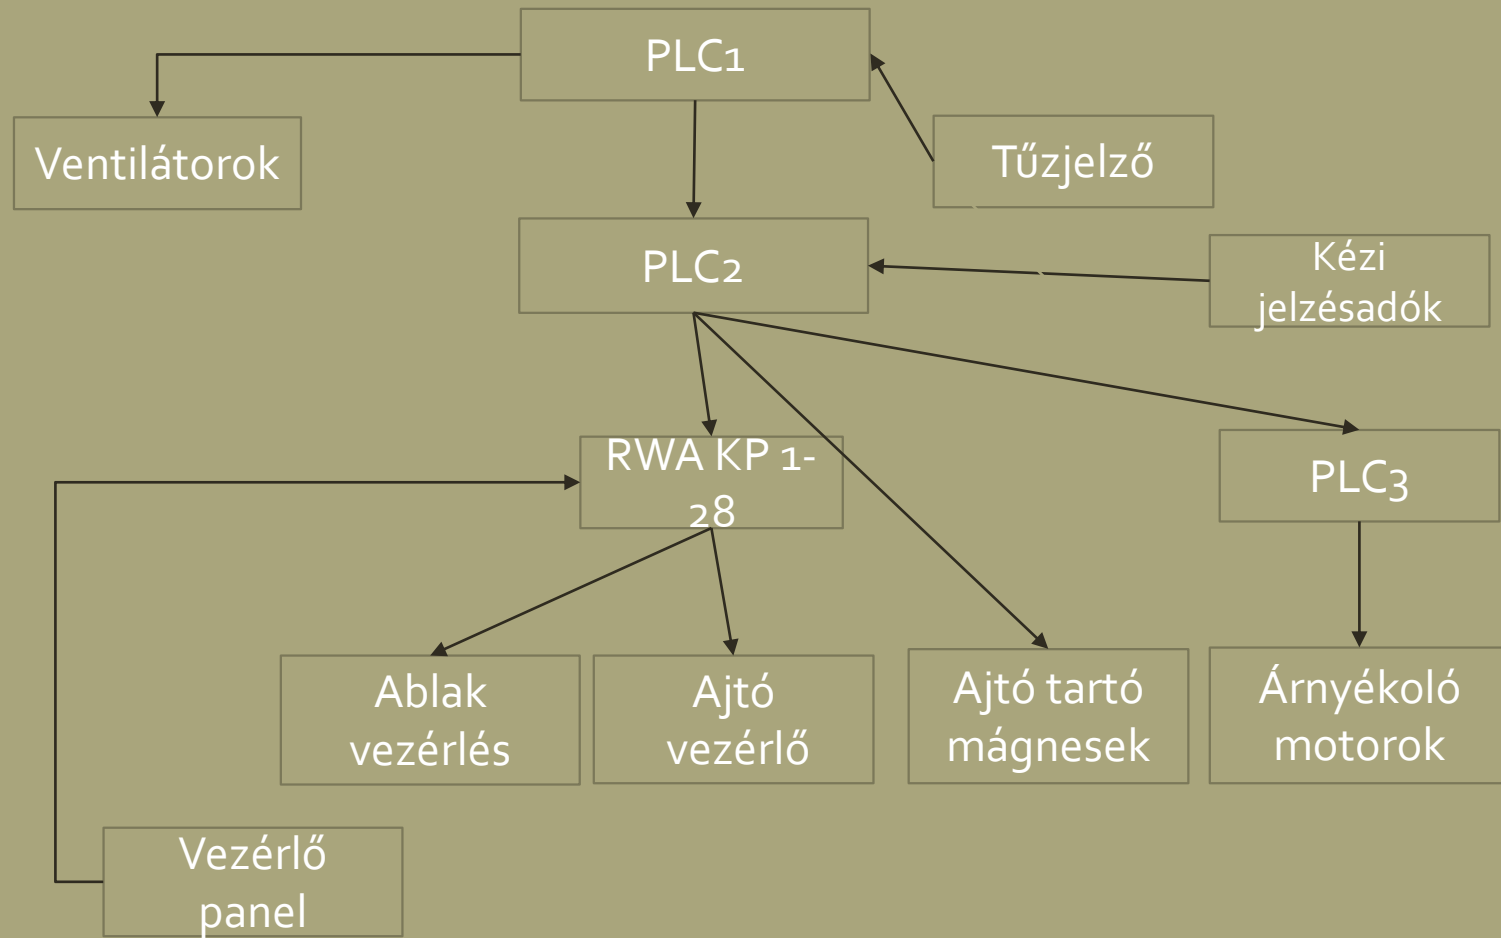 PLC1
Ventilátorok
Tűzjelző
PLC2
Kézi
jelzésadók
RWA KP 1-
28
PLC3
Ablak
vezérlés
Ajtó
vezérlő
Ajtó tartó
mágnesek
Árnyékoló
motorok
Vezérlő
panel